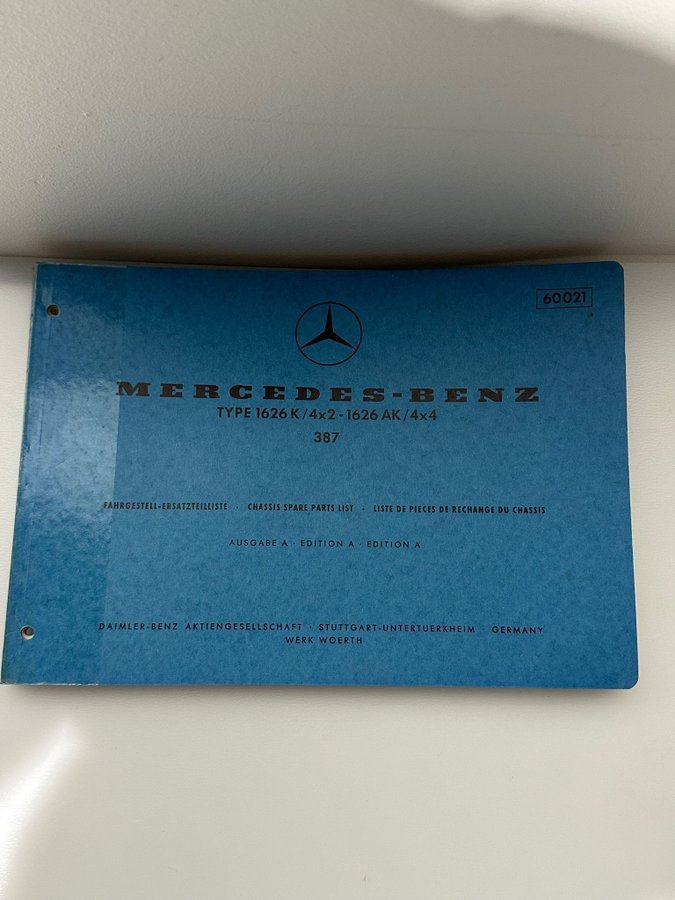 60021
MERCEDES-BENZ
TYPE 1626 K/4x2 - 1626 AK/4x4
387
FAHRGESTELL-ERSATZTEILLISTE · CHASSIS SPARE PARTS LIST · LISTE DE PIECES DE RECHANGE DU CHASSIS
AUSGABE A · EDITION A · EDITION A
DAIMLER-BENZ AKTIENGESELLSCHAFT · STUTTGART-UNTERTUERKHEIM · GERMANY
WERK WOERTH